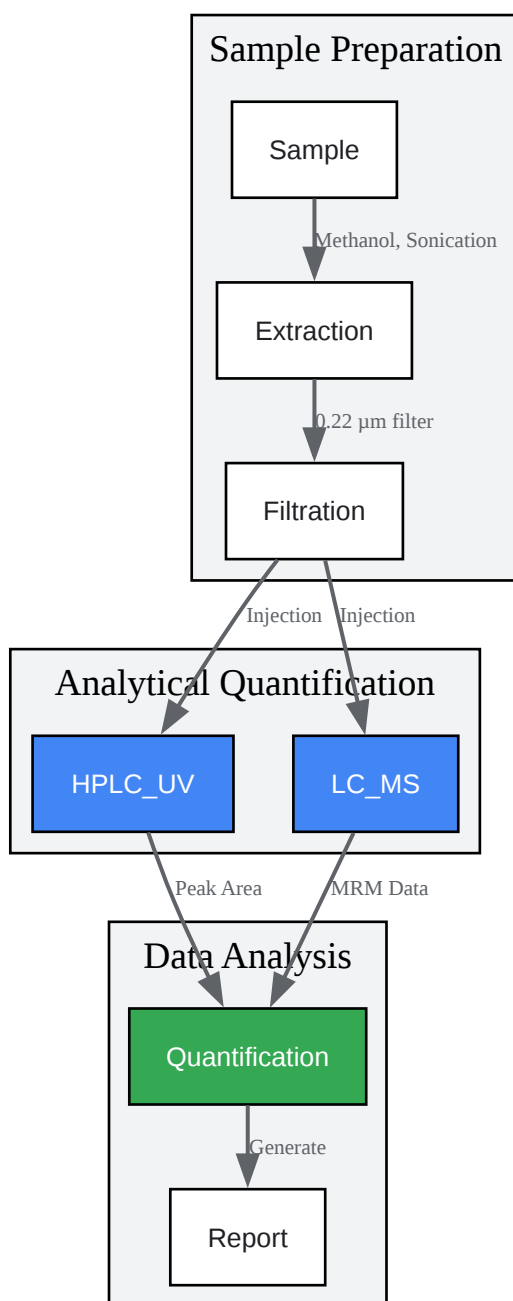 Sample Preparation
Sample
Methanol, Sonication
Extraction
0.22 µm filter
Filtration
Injection
Injection
Analytical Quantification
HPLC_UV
LC_MS
Peak Area
MRM Data
Data Analysis
Quantification
Generate
Report